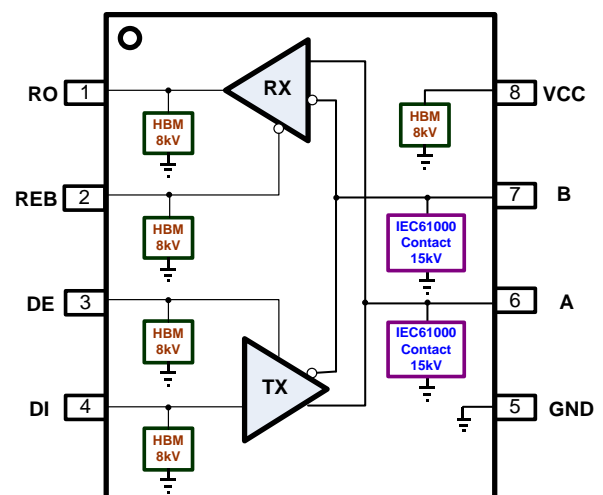 RO 1
HBM
8kV
RX
HBM
8kV
8 VCC
REB 2
HBM
8kV
7 B
IEC61000
Contact
15kV
DE 3
HBM
8kV
6 A
IEC61000
Contact
15kV
TX
DI 4
HBM
8kV
5 GND